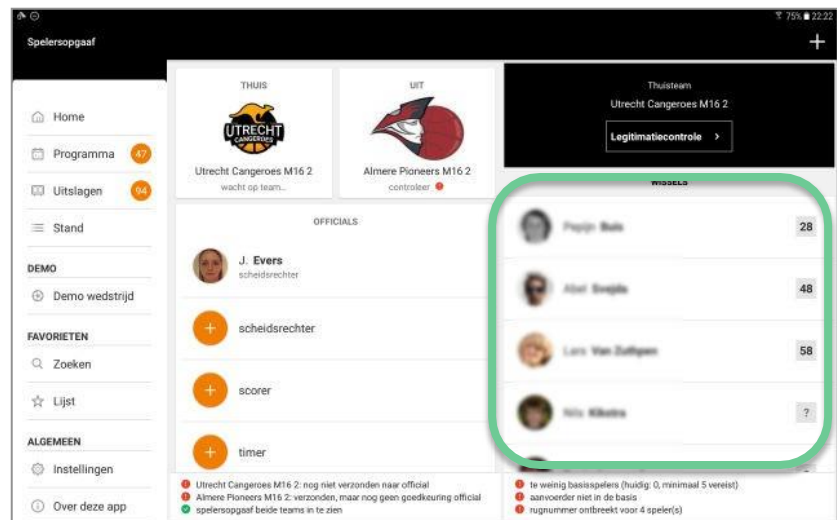 75% 22:22
Spelersopgaaf
+
THUIS
UTRECHT
CANGEROES
Utrecht Cangeroes M16 2
wacht op team...
UIT
Almere Pioneers M16 2
controleer
Thuisteam
Utrecht Cangeroes M16 2
Legitimatiecontrole >
Home
Programma 47
Uitslagen 94
Stand
DEMO
Demo wedstrijd
FAVORIETEN
Zoeken
Lijst
ALGEMEEN
Instellingen
Over deze app
OFFICIALS
J. Evers
scheidsrechter
+ scheidsrechter
+ scorer
+ timer
Utrecht Cangeroes M16 2: nog niet verzonden naar official
Almere Pioneers M16 2: verzonden, maar nog geen goedkeuring official
spelersopgaaf beide teams in te zien
WISSELS
28
48
58
?
te weinig basisspelers (huidig: 0, minimaal 5 vereist)
aanvoerder niet in de basis
rugnummer ontbreekt voor 4 speler(s)